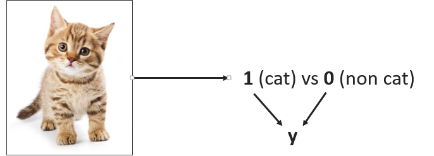 1 (cat) vs 0 (non cat)
y